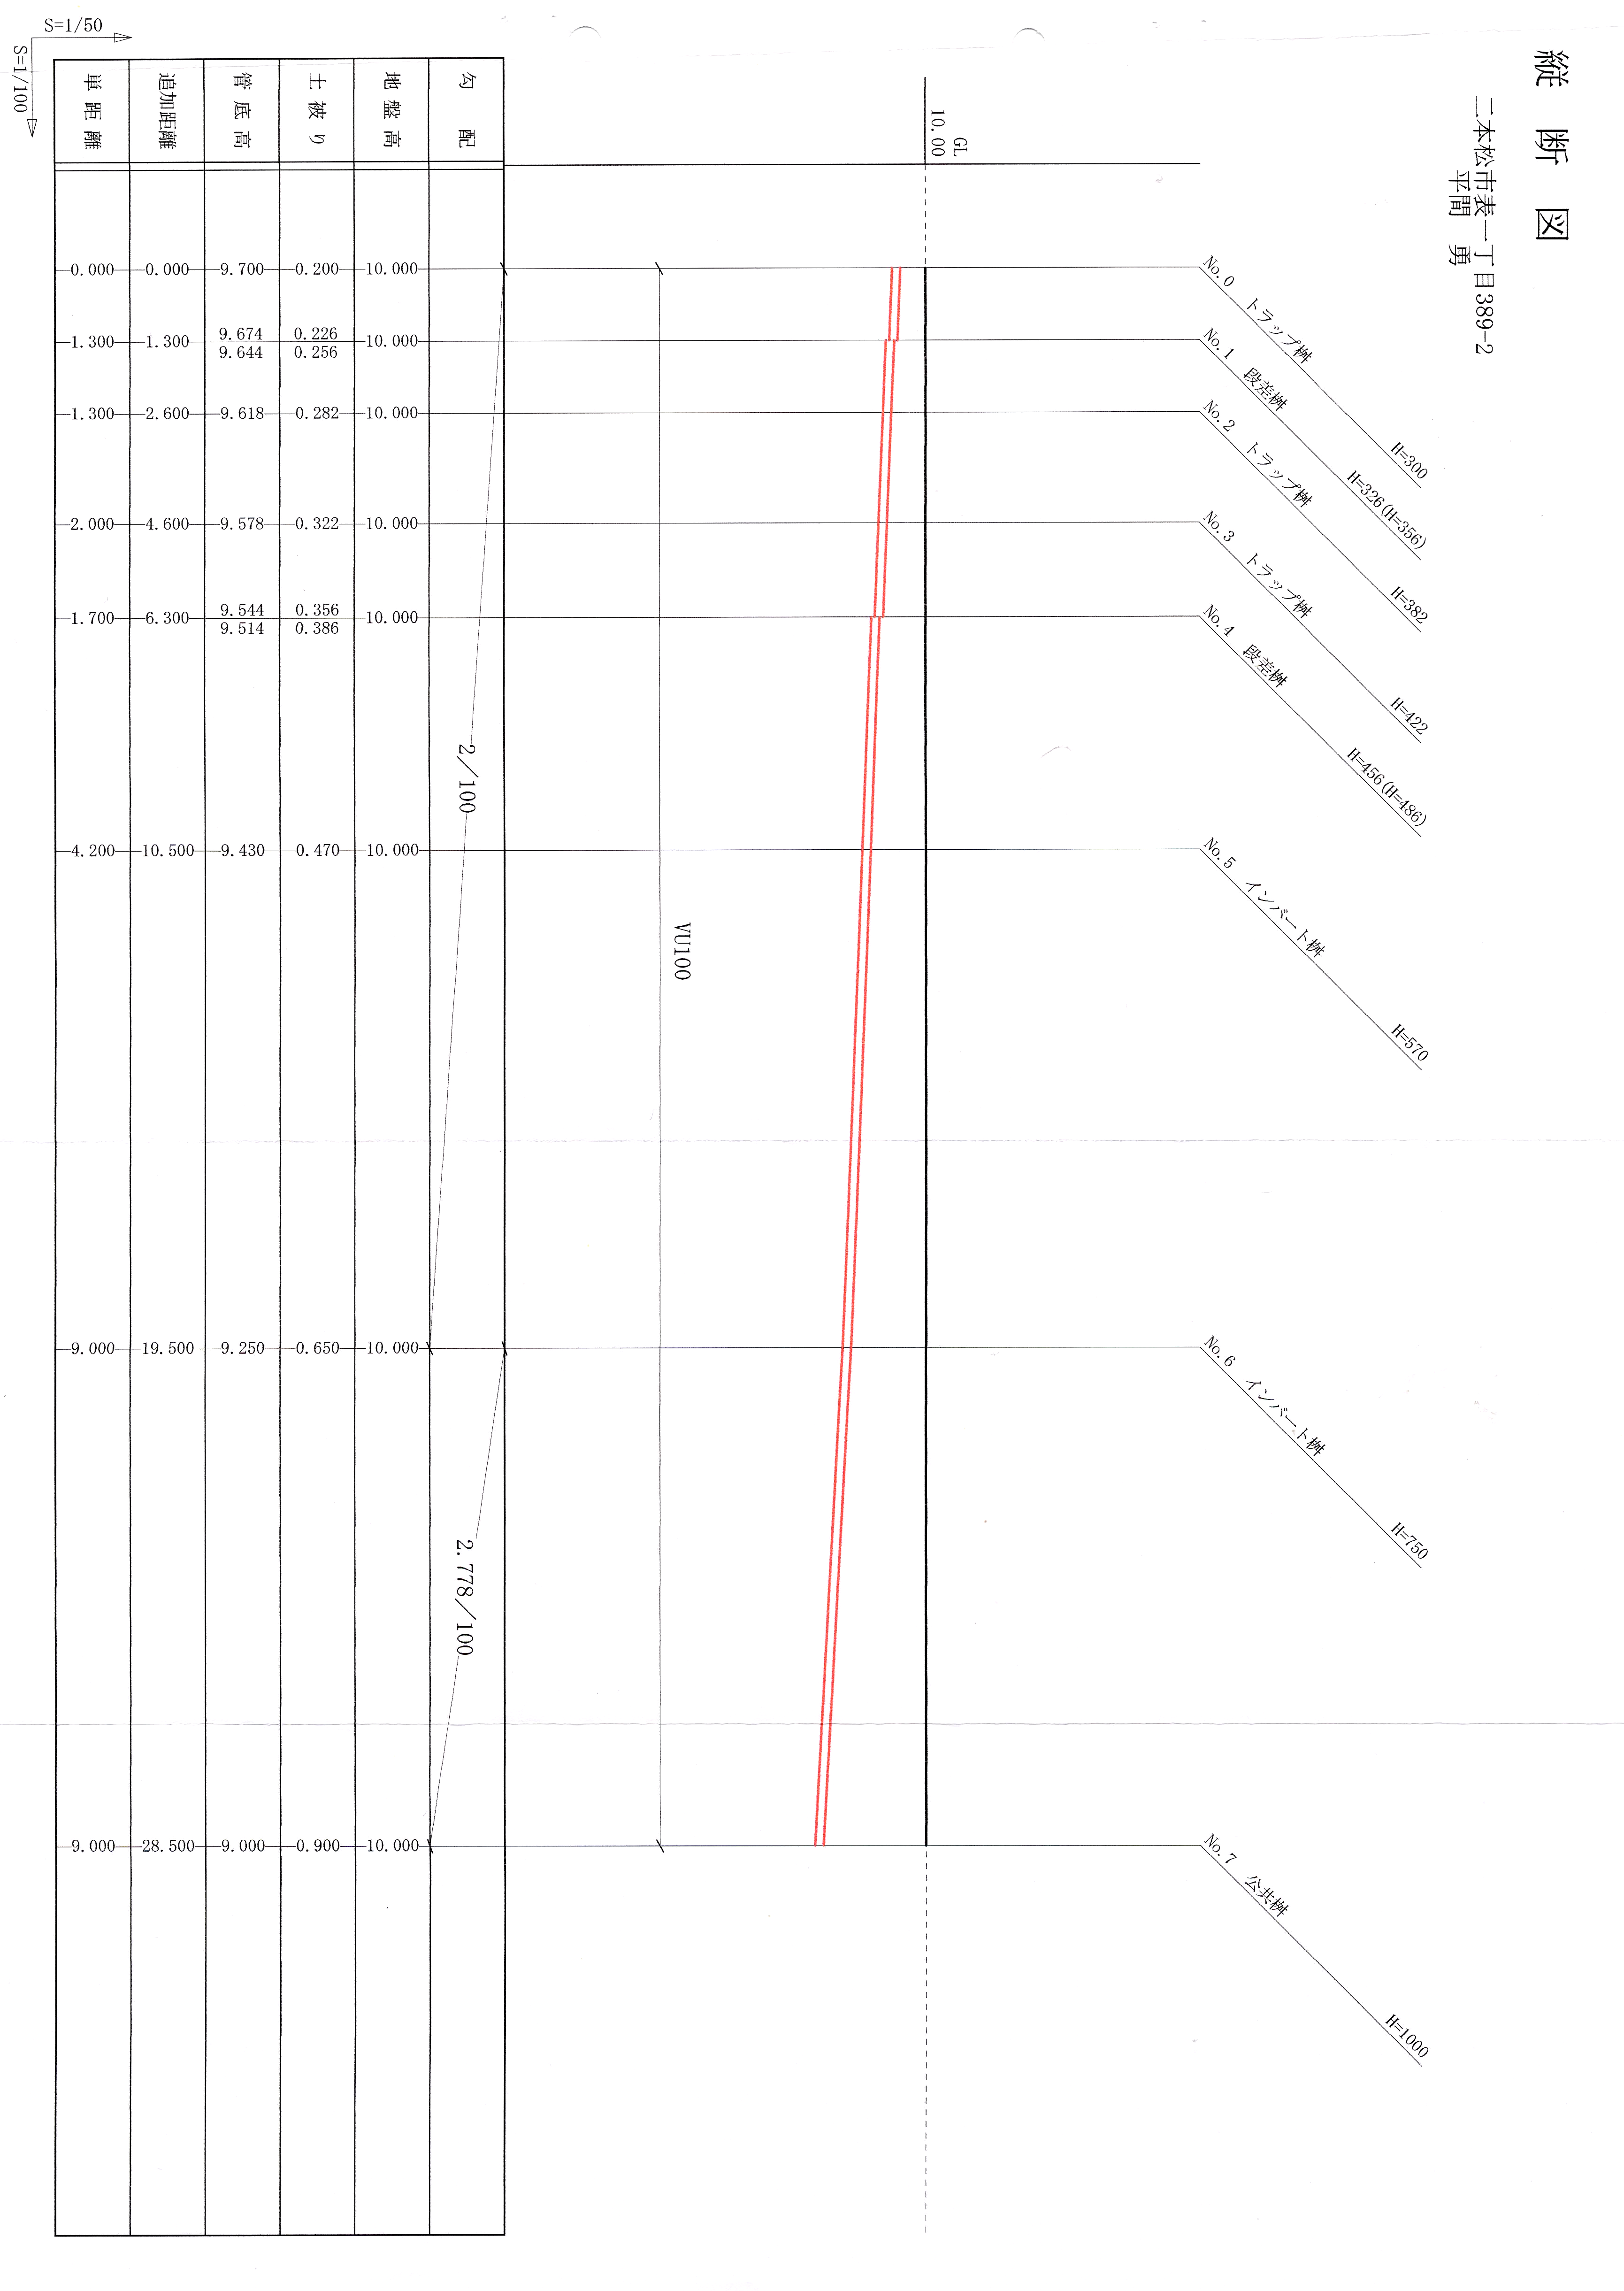 縦断図
二本松市表一丁目389-2
平間 勇
No.0 トラップ桝 H=300
No.1 段差桝 H=326(H=356)
No.2 トラップ桝 H=382
No.3 トラップ桝 H=422
No.4 段差桝 H=456(H=486)
No.5 インバート桝 H=570
No.6 インバート桝 H=750
No.7 公共桝 H=1000
GL
10.00
VU100
勾配 2/100 2.778/100
地盤高 10.000 10.000 10.000 10.000 10.000 10.000 10.000 10.000
土被り 0.200 0.226 0.256 0.282 0.322 0.356 0.386 0.470 0.650 0.900
管底高 9.700 9.674 9.644 9.618 9.578 9.544 9.514 9.430 9.250 9.000
追加距離 0.000 1.300 2.600 4.600 6.300 10.500 19.500 28.500
単距離 0.000 1.300 1.300 2.000 1.700 4.200 9.000 9.000
S=1/50
S=1/100